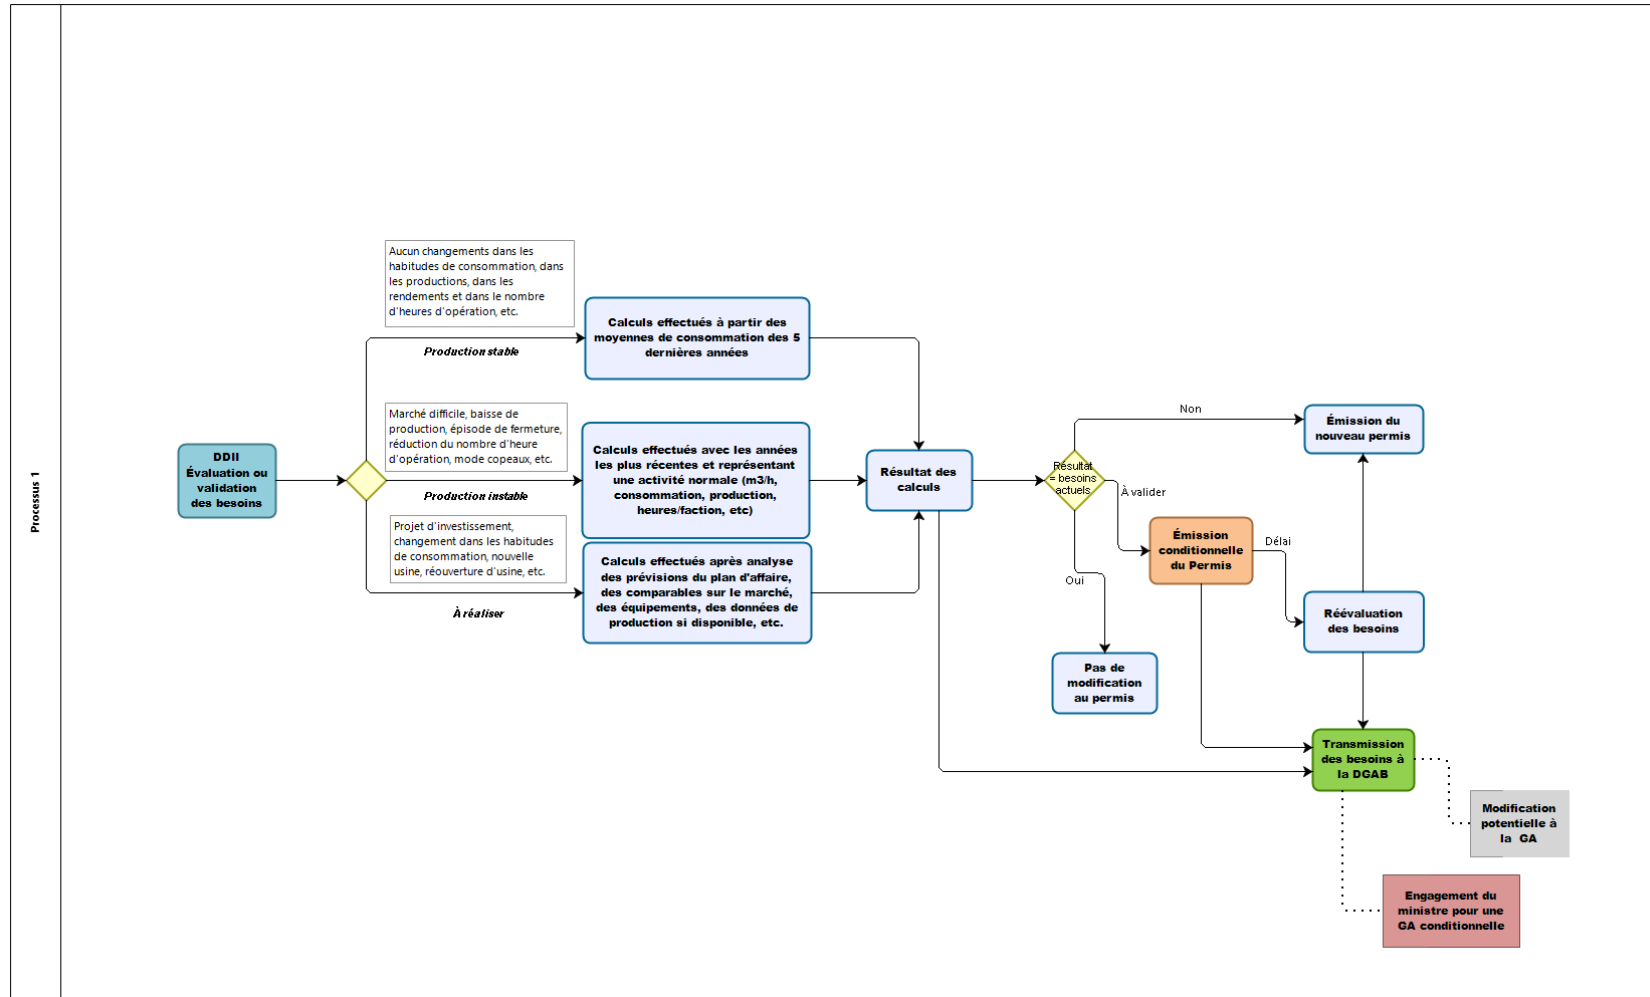 Processus 1
DDII
Évaluation ou
validation
des besoins
Aucun changements dans les
habitudes de consommation, dans
les productions, dans les
rendements et dans le nombre
d'heures d'opération, etc.
Production stable
Calculs effectués à partir des
moyennes de consommation des 5
dernières années
Marché difficile, baisse de
production, épisode de fermeture,
réduction du nombre d'heure
d'opération, mode copeaux, etc.
Production instable
Calculs effectués avec les années
les plus récentes et représentant
une activité normale (m3/h,
consommation, production,
heures/faction, etc)
Projet d'investissement,
changement dans les habitudes
de consommation, nouvelle
usine, réouverture d'usine, etc.
À réaliser
Calculs effectués après analyse
des prévisions du plan d'affaire,
des comparables sur le marché,
des équipements, des données de
production si disponible, etc.
Résultat des
calculs
Résultat
= besoins
actuels
Non
À valider
Oui
Émission du
nouveau permis
Émission
conditionnelle
du Permis
Délai
Réévaluation
des besoins
Pas de
modification
au permis
Transmission
des besoins à
la DGAB
Modification
potentielle à
la GA
Engagement du
ministre pour une
GA conditionnelle